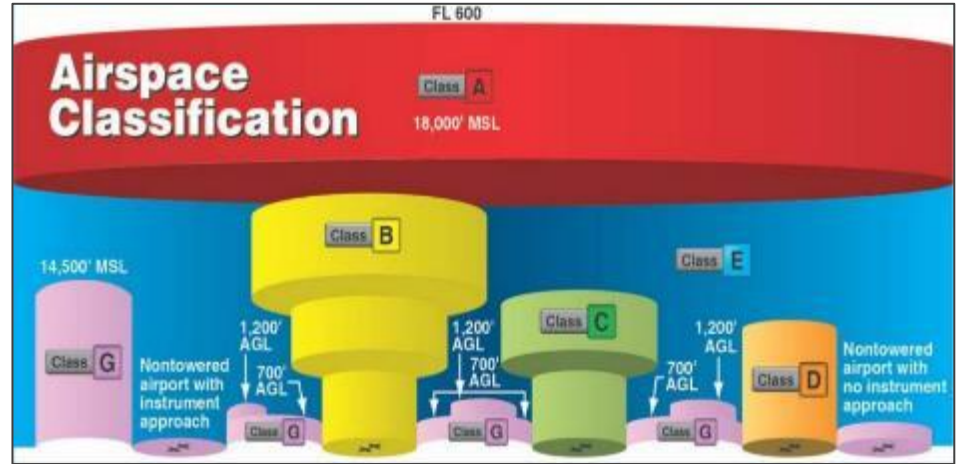 FL 600
Airspace
Classification
Class A
18,000' MSL
Class B
Class E
14,500' MSL
Class C
1,200'
AGL
1,200'
AGL
1,200'
AGL
Class G
Nontowered
airport with
instrument
approach
700'
AGL
700'
AGL
700'
AGL
Class D
Nontowered
airport with
no instrument
approach
Class G
Class G
Class G